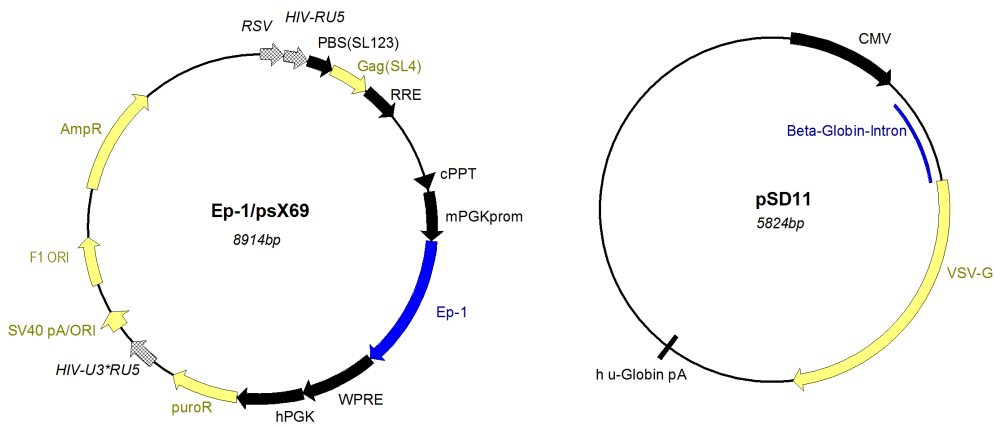 RSV
HIV-RU5
PBS(SL123)
Gag(SL4)
RRE
cPPT
mPGKprom
Ep-1
WPRE
hPGK
puroR
HIV-U3*RU5
SV40 pA/ORI
F1 ORI
AmpR
Ep-1/psX69
8914bp
CMV
Beta-Globin-Intron
VSV-G
h u-Globin pA
pSD11
5824bp